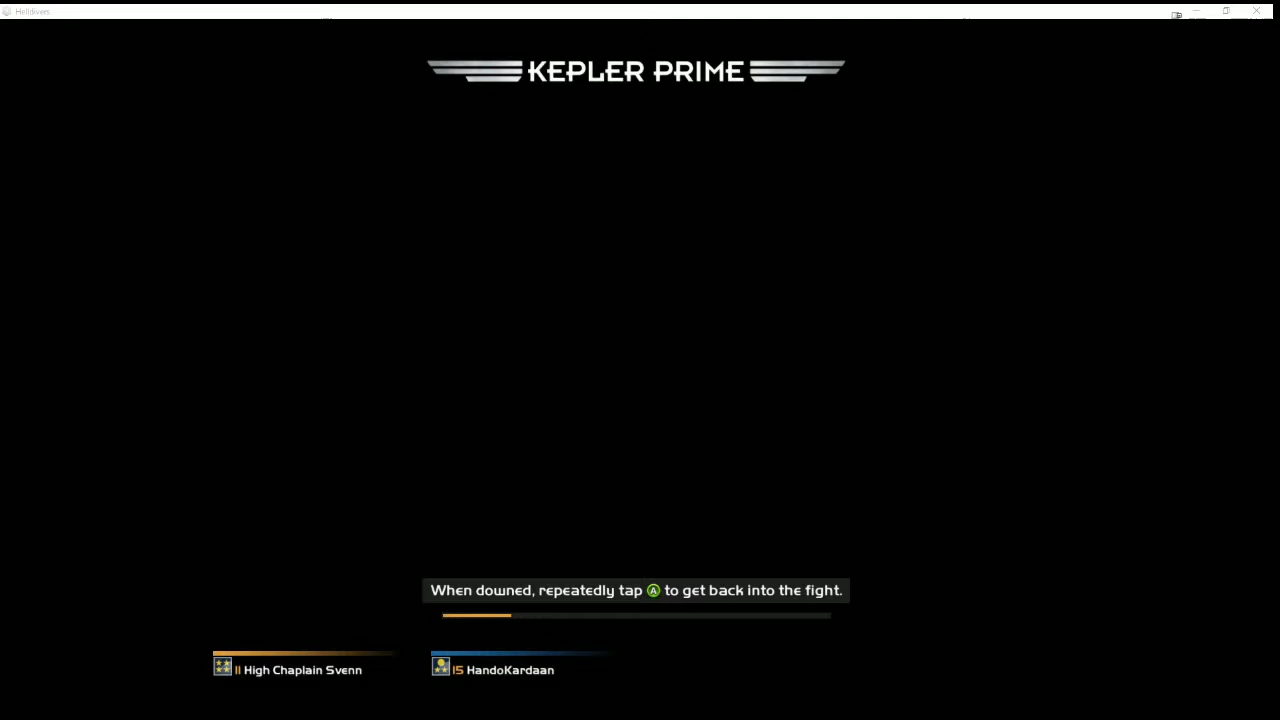 Helldivers
KEPLER PRIME
When downed, repeatedly tap A to get back into the fight.
11 High Chaplain Svenn
15 HandoKardaan